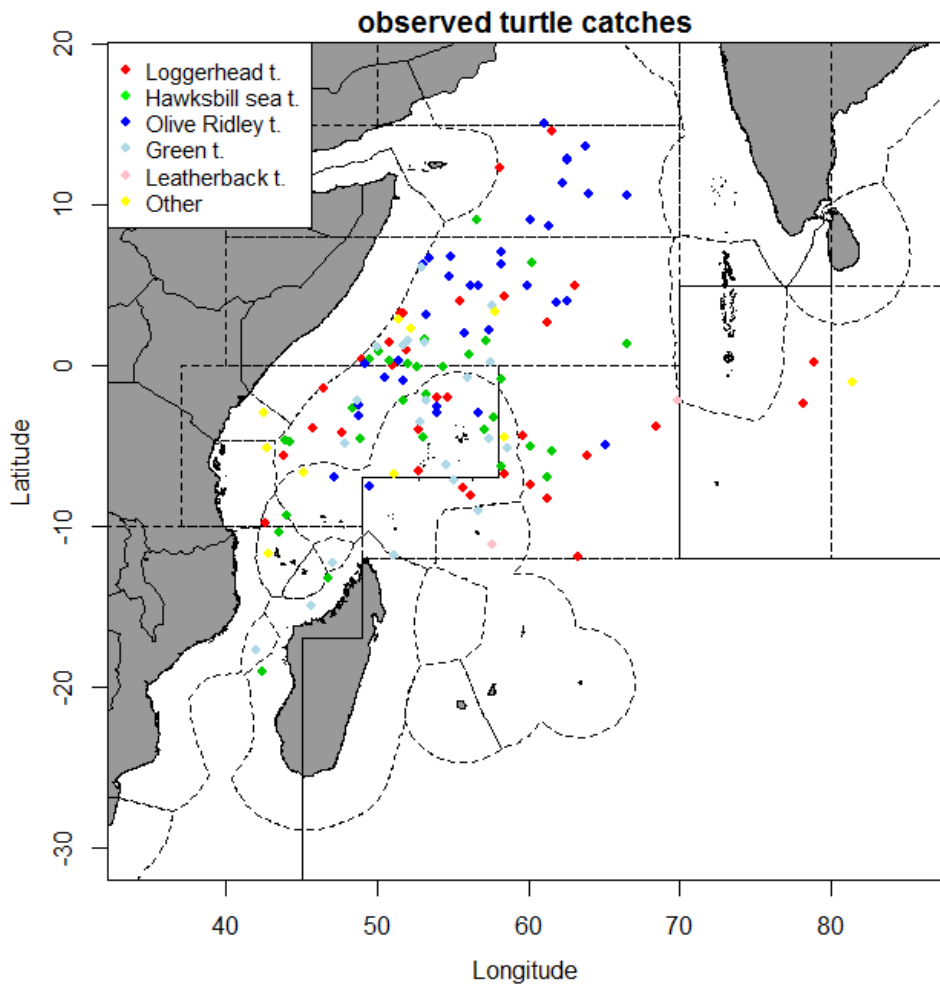 observed turtle catches
Loggerhead t.
Hawksbill sea t.
Olive Ridley t.
Green t.
Leatherback t.
Other
20
10
0
-10
-20
-30
Latitude
40 50 60 70 80
Longitude